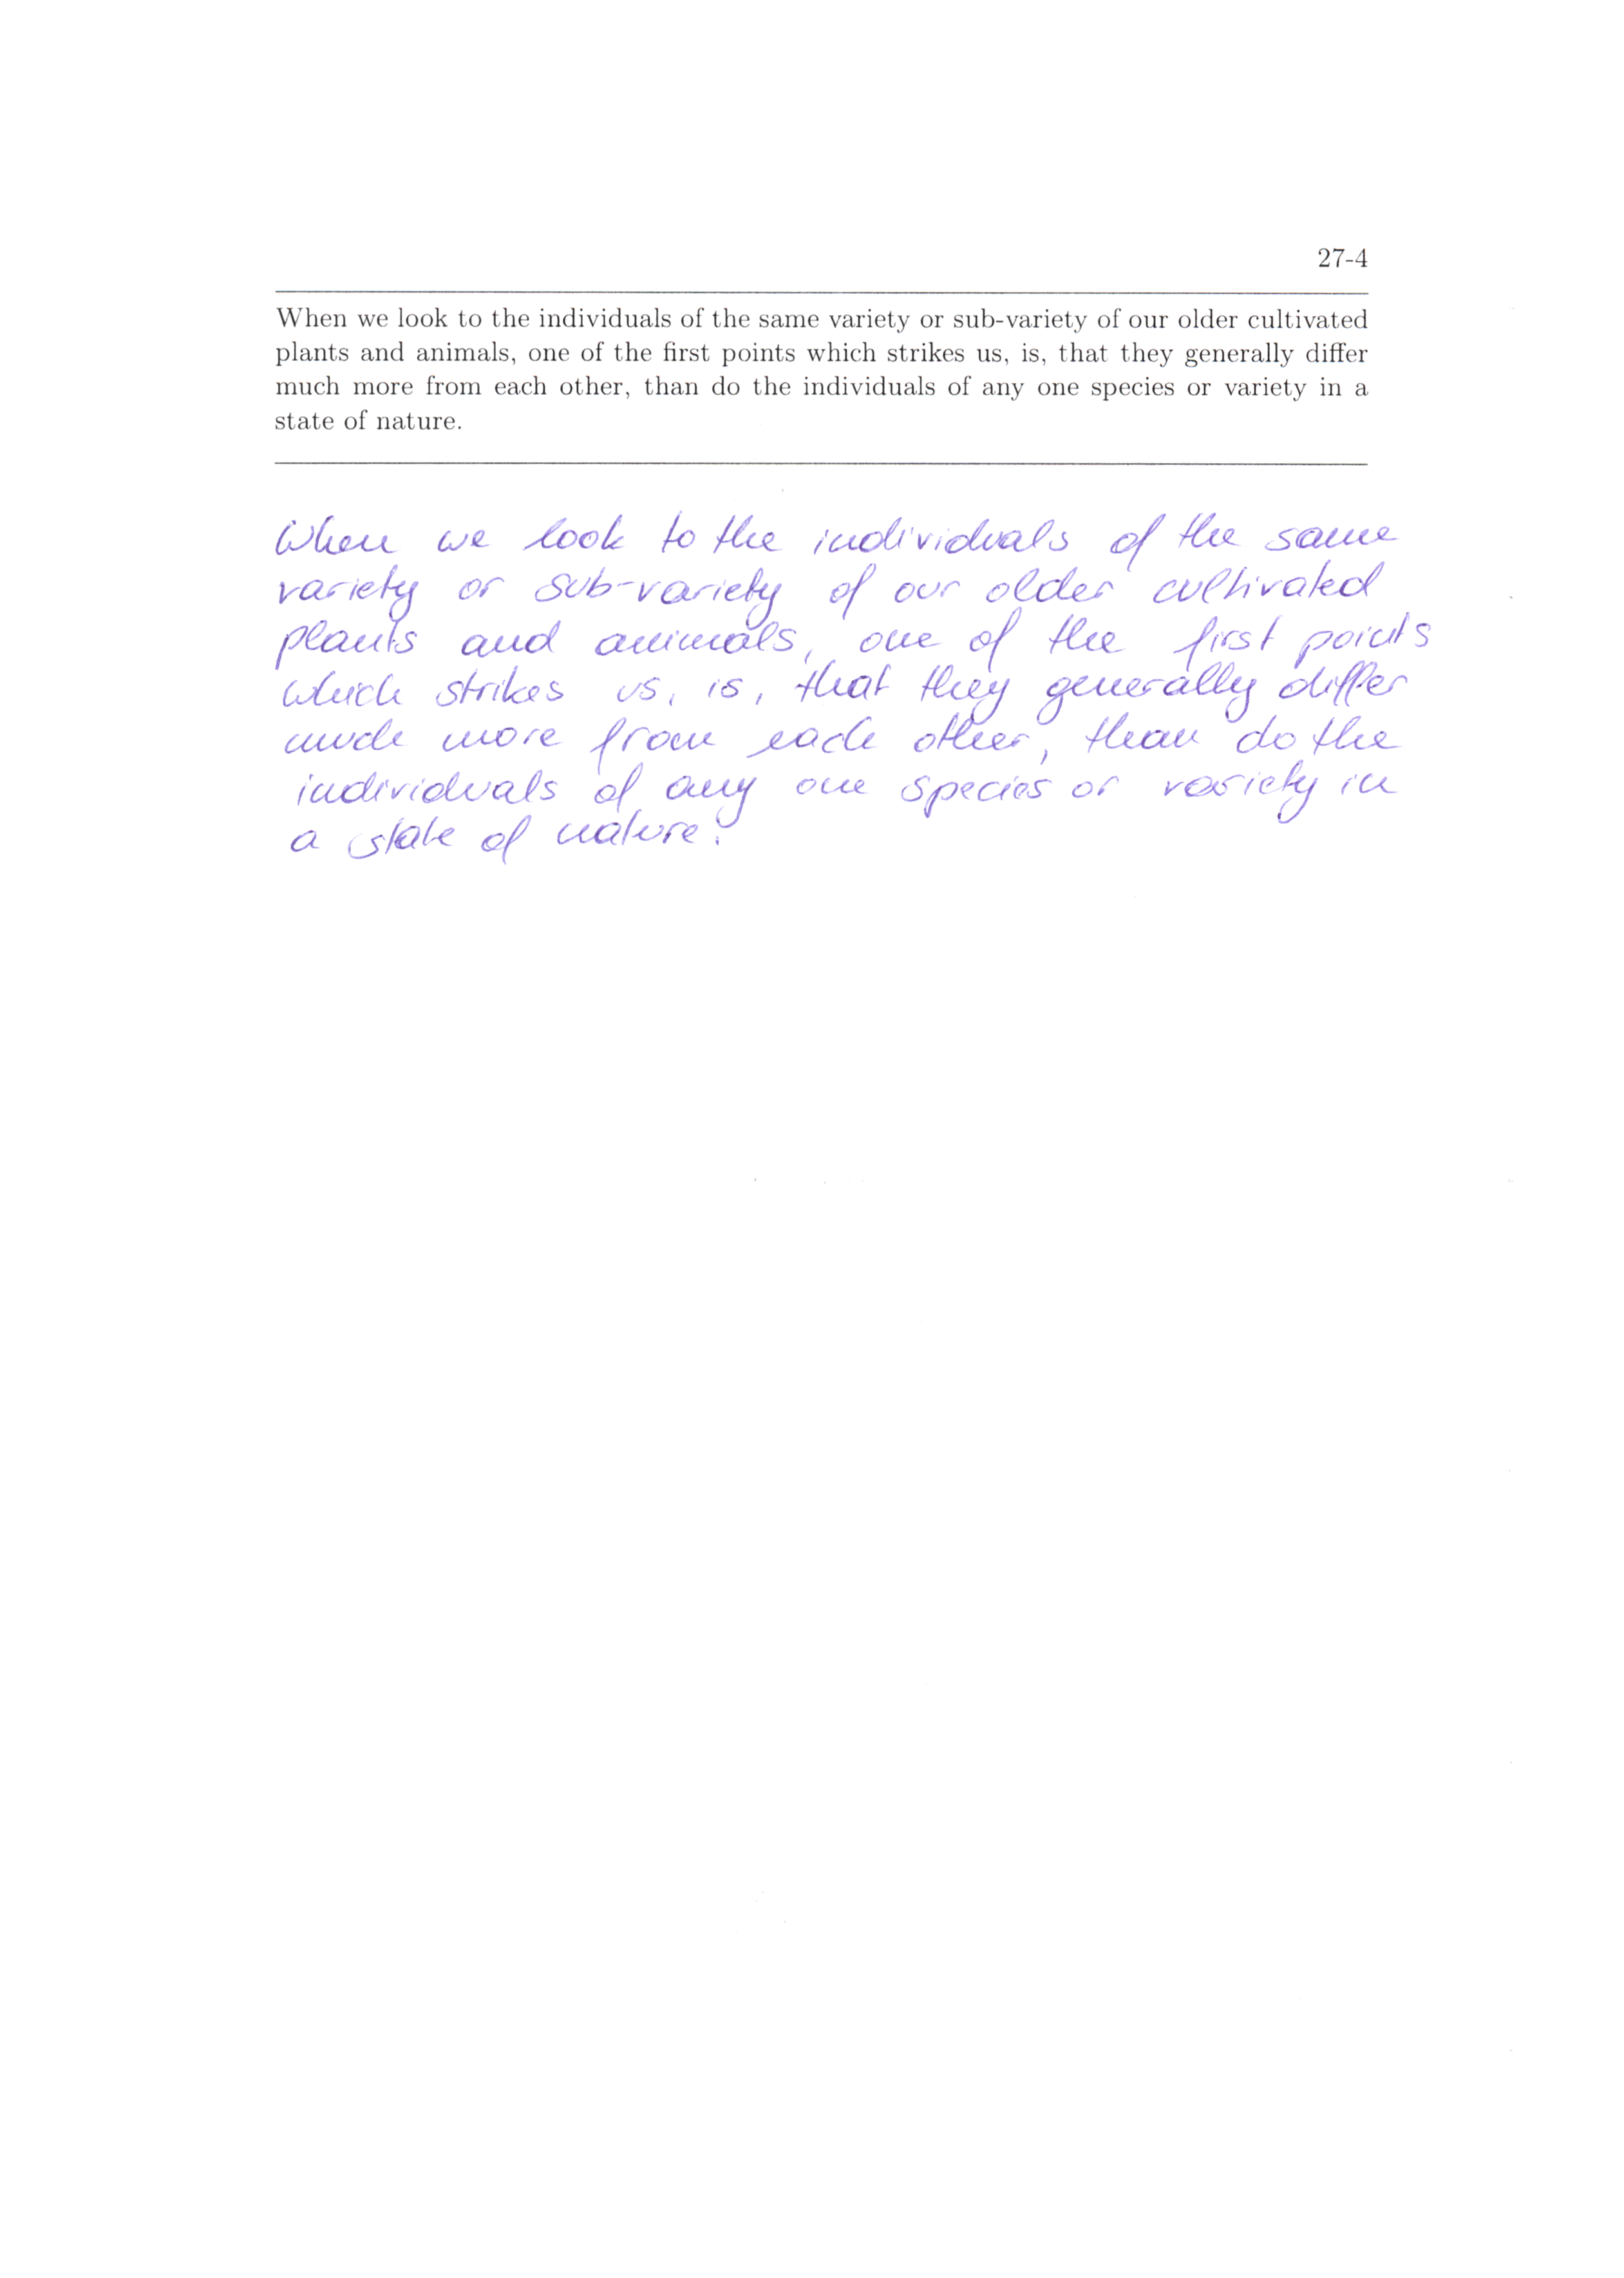 27-4
When we look to the individuals of the same variety or sub-variety of our older cultivated
plants and animals, one of the first points which strikes us, is, that they generally differ
much more from each other, than do the individuals of any one species or variety in a
state of nature.
When we look to the individuals of the same
variety or sub-variety of our older cultivated
plants and animals, one of the first points
which strikes us, is, that they generally differ
much more from each other, than do the
individuals of any one species or variety in
a state of nature.